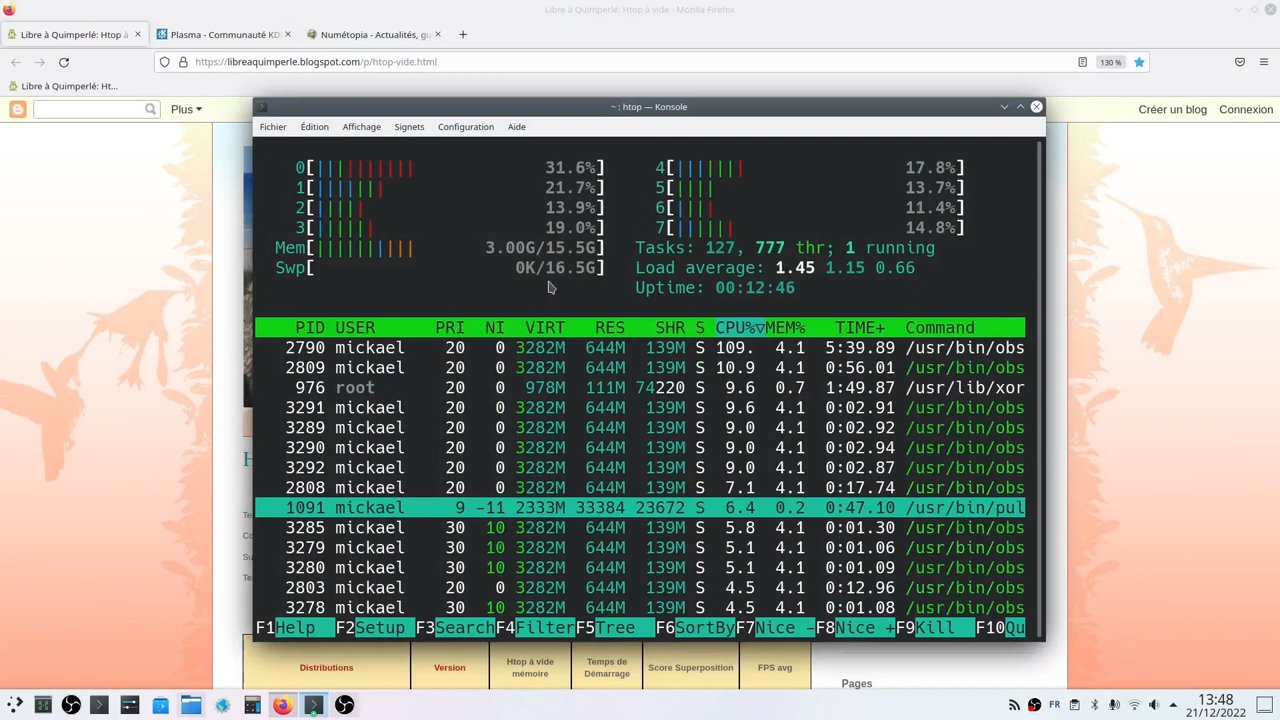 Libre à Quimperlé: Htop à vide - Mozilla Firefox
Libre à Quimperlé: Htop à
Plasma - Communauté KD
Numétopia - Actualités, gu
https://libreaquimperle.blogspot.com/p/htop-vide.html
130 %
Libre à Quimperlé: Ht...
Plus
Créer un blog Connexion
~ : htop — Konsole
Fichier Édition Affichage Signets Configuration Aide
0[||||||||||| 31.6%] 4[||||||| 17.8%]
1[||||||| 21.7%] 5[|||| 13.7%]
2[||||| 13.9%] 6[|||| 11.4%]
3[|||||| 19.0%] 7[|||||| 14.8%]
Mem[||||||||||| 3.00G/15.5G] Tasks: 127, 777 thr; 1 running
Swp[ 0K/16.5G] Load average: 1.45 1.15 0.66
Uptime: 00:12:46
PID USER PRI NI VIRT RES SHR S CPU%▽MEM% TIME+ Command
2790 mickael 20 0 3282M 644M 139M S 109. 4.1 5:39.89 /usr/bin/obs
2809 mickael 20 0 3282M 644M 139M S 10.9 4.1 0:56.01 /usr/bin/obs
976 root 20 0 978M 111M 74220 S 9.6 0.7 1:49.87 /usr/lib/xor
3291 mickael 20 0 3282M 644M 139M S 9.6 4.1 0:02.91 /usr/bin/obs
3289 mickael 20 0 3282M 644M 139M S 9.0 4.1 0:02.92 /usr/bin/obs
3290 mickael 20 0 3282M 644M 139M S 9.0 4.1 0:02.94 /usr/bin/obs
3292 mickael 20 0 3282M 644M 139M S 9.0 4.1 0:02.87 /usr/bin/obs
2808 mickael 20 0 3282M 644M 139M S 7.1 4.1 0:17.74 /usr/bin/obs
1091 mickael 9 -11 2333M 33384 23672 S 6.4 0.2 0:47.10 /usr/bin/pul
3285 mickael 30 10 3282M 644M 139M S 5.8 4.1 0:01.30 /usr/bin/obs
3279 mickael 30 10 3282M 644M 139M S 5.1 4.1 0:01.06 /usr/bin/obs
3280 mickael 30 10 3282M 644M 139M S 5.1 4.1 0:01.09 /usr/bin/obs
2803 mickael 20 0 3282M 644M 139M S 4.5 4.1 0:12.96 /usr/bin/obs
3278 mickael 30 10 3282M 644M 139M S 4.5 4.1 0:01.08 /usr/bin/obs
F1Help F2Setup F3Search F4Filter F5Tree F6SortBy F7Nice - F8Nice + F9Kill F10Qu
Distributions
Version
Htop à vide
mémoire
Temps de
Démarrage
Score Superposition
FPS avg
Pages
FR
13:48
21/12/2022